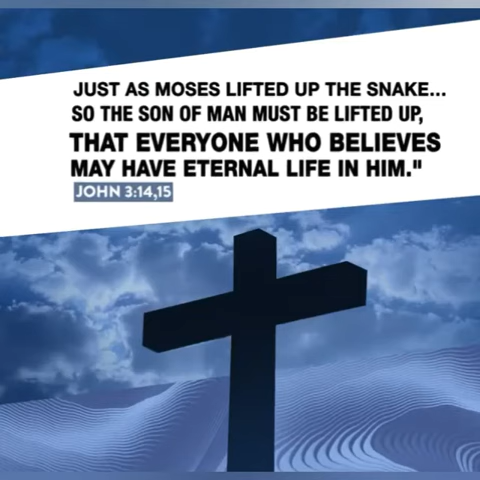 JUST AS MOSES LIFTED UP THE SNAKE...
SO THE SON OF MAN MUST BE LIFTED UP,
THAT EVERYONE WHO BELIEVES
MAY HAVE ETERNAL LIFE IN HIM."
JOHN 3:14,15